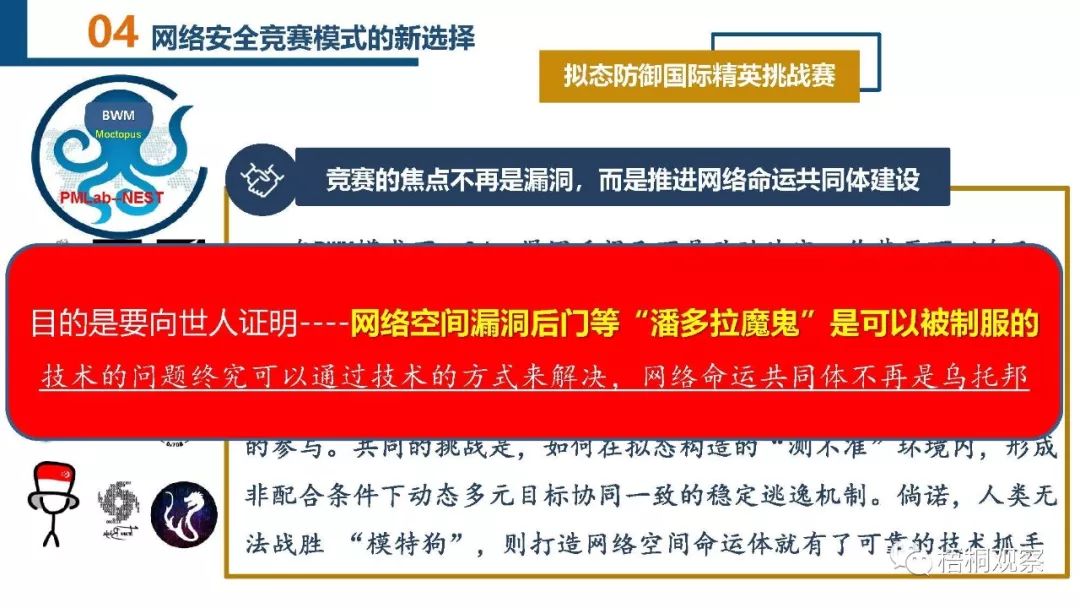 04 网络安全竞赛模式的新选择
拟态防御国际精英挑战赛
BWM
Moctopus
PMLab-NEST
竞赛的焦点不再是漏洞，而是推进网络命运共同体建设
目的是要向世人证明----网络空间漏洞后门等“潘多拉魔鬼”是可以被制服的
技术的问题终究可以通过技术的方式来解决，网络命运共同体不再是乌托邦
的参与。共同的挑战是，如何在拟态构造的“测不准”环境内，形成
非配合条件下动态多元目标协同一致的稳定逃逸机制。倘诺，人类无
法战胜 “模特狗”，则打造网络空间命运体就有了可靠的技术抓手
梧桐观察